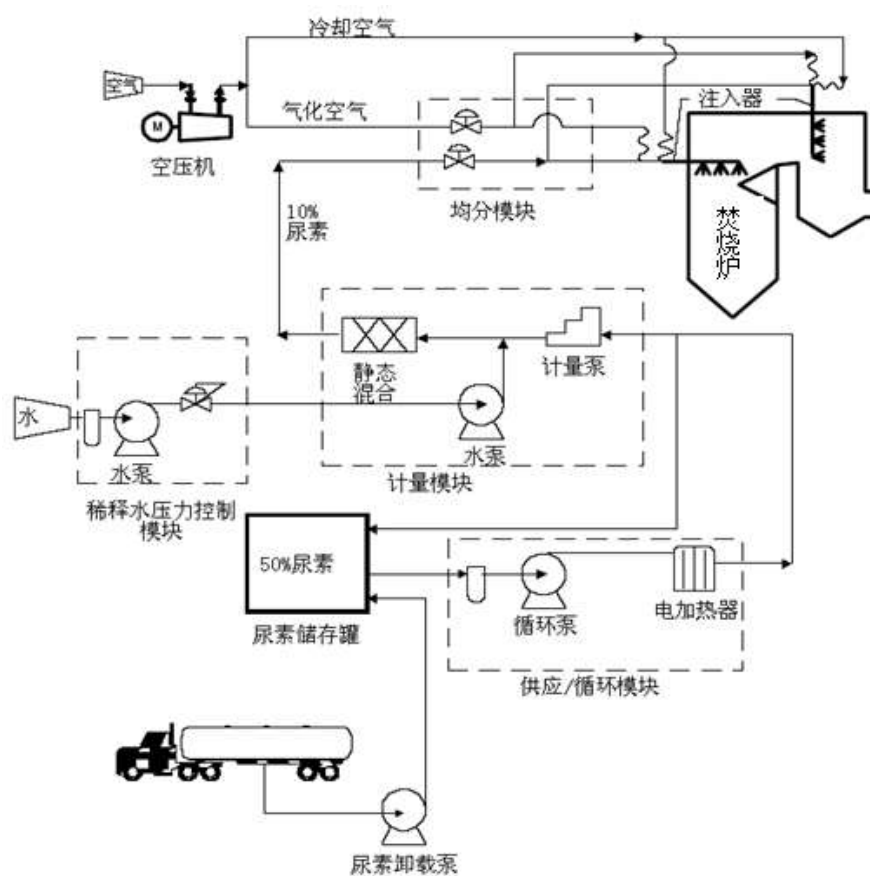 冷却空气
空气
M
空压机
气化空气
注入器
均分模块
10%
尿素
焚烧炉
静态
混合
计量泵
水
水泵
水泵
计量模块
稀释水压力控制
模块
50%尿素
尿素储存罐
循环泵
电加热器
供应/循环模块
尿素卸载泵